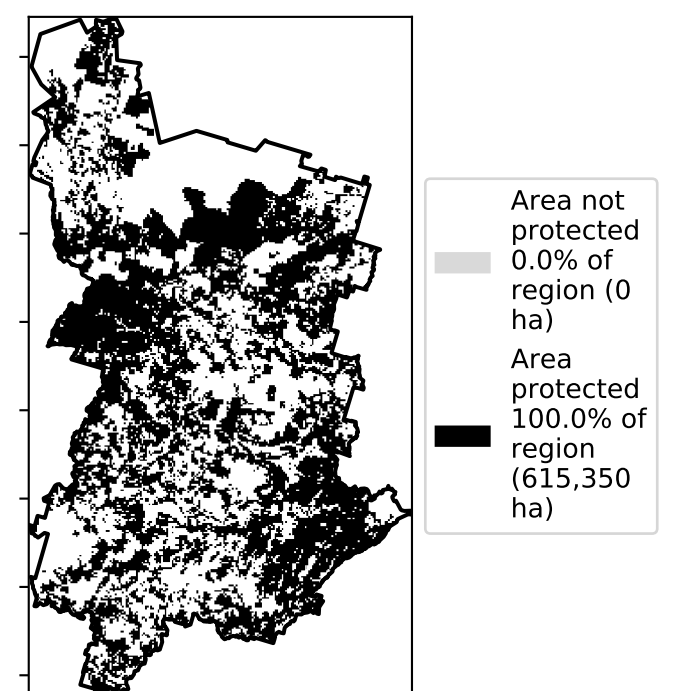 Area not
protected
0.0% of
region (0
ha)
Area
protected
100.0% of
region
(615,350
ha)